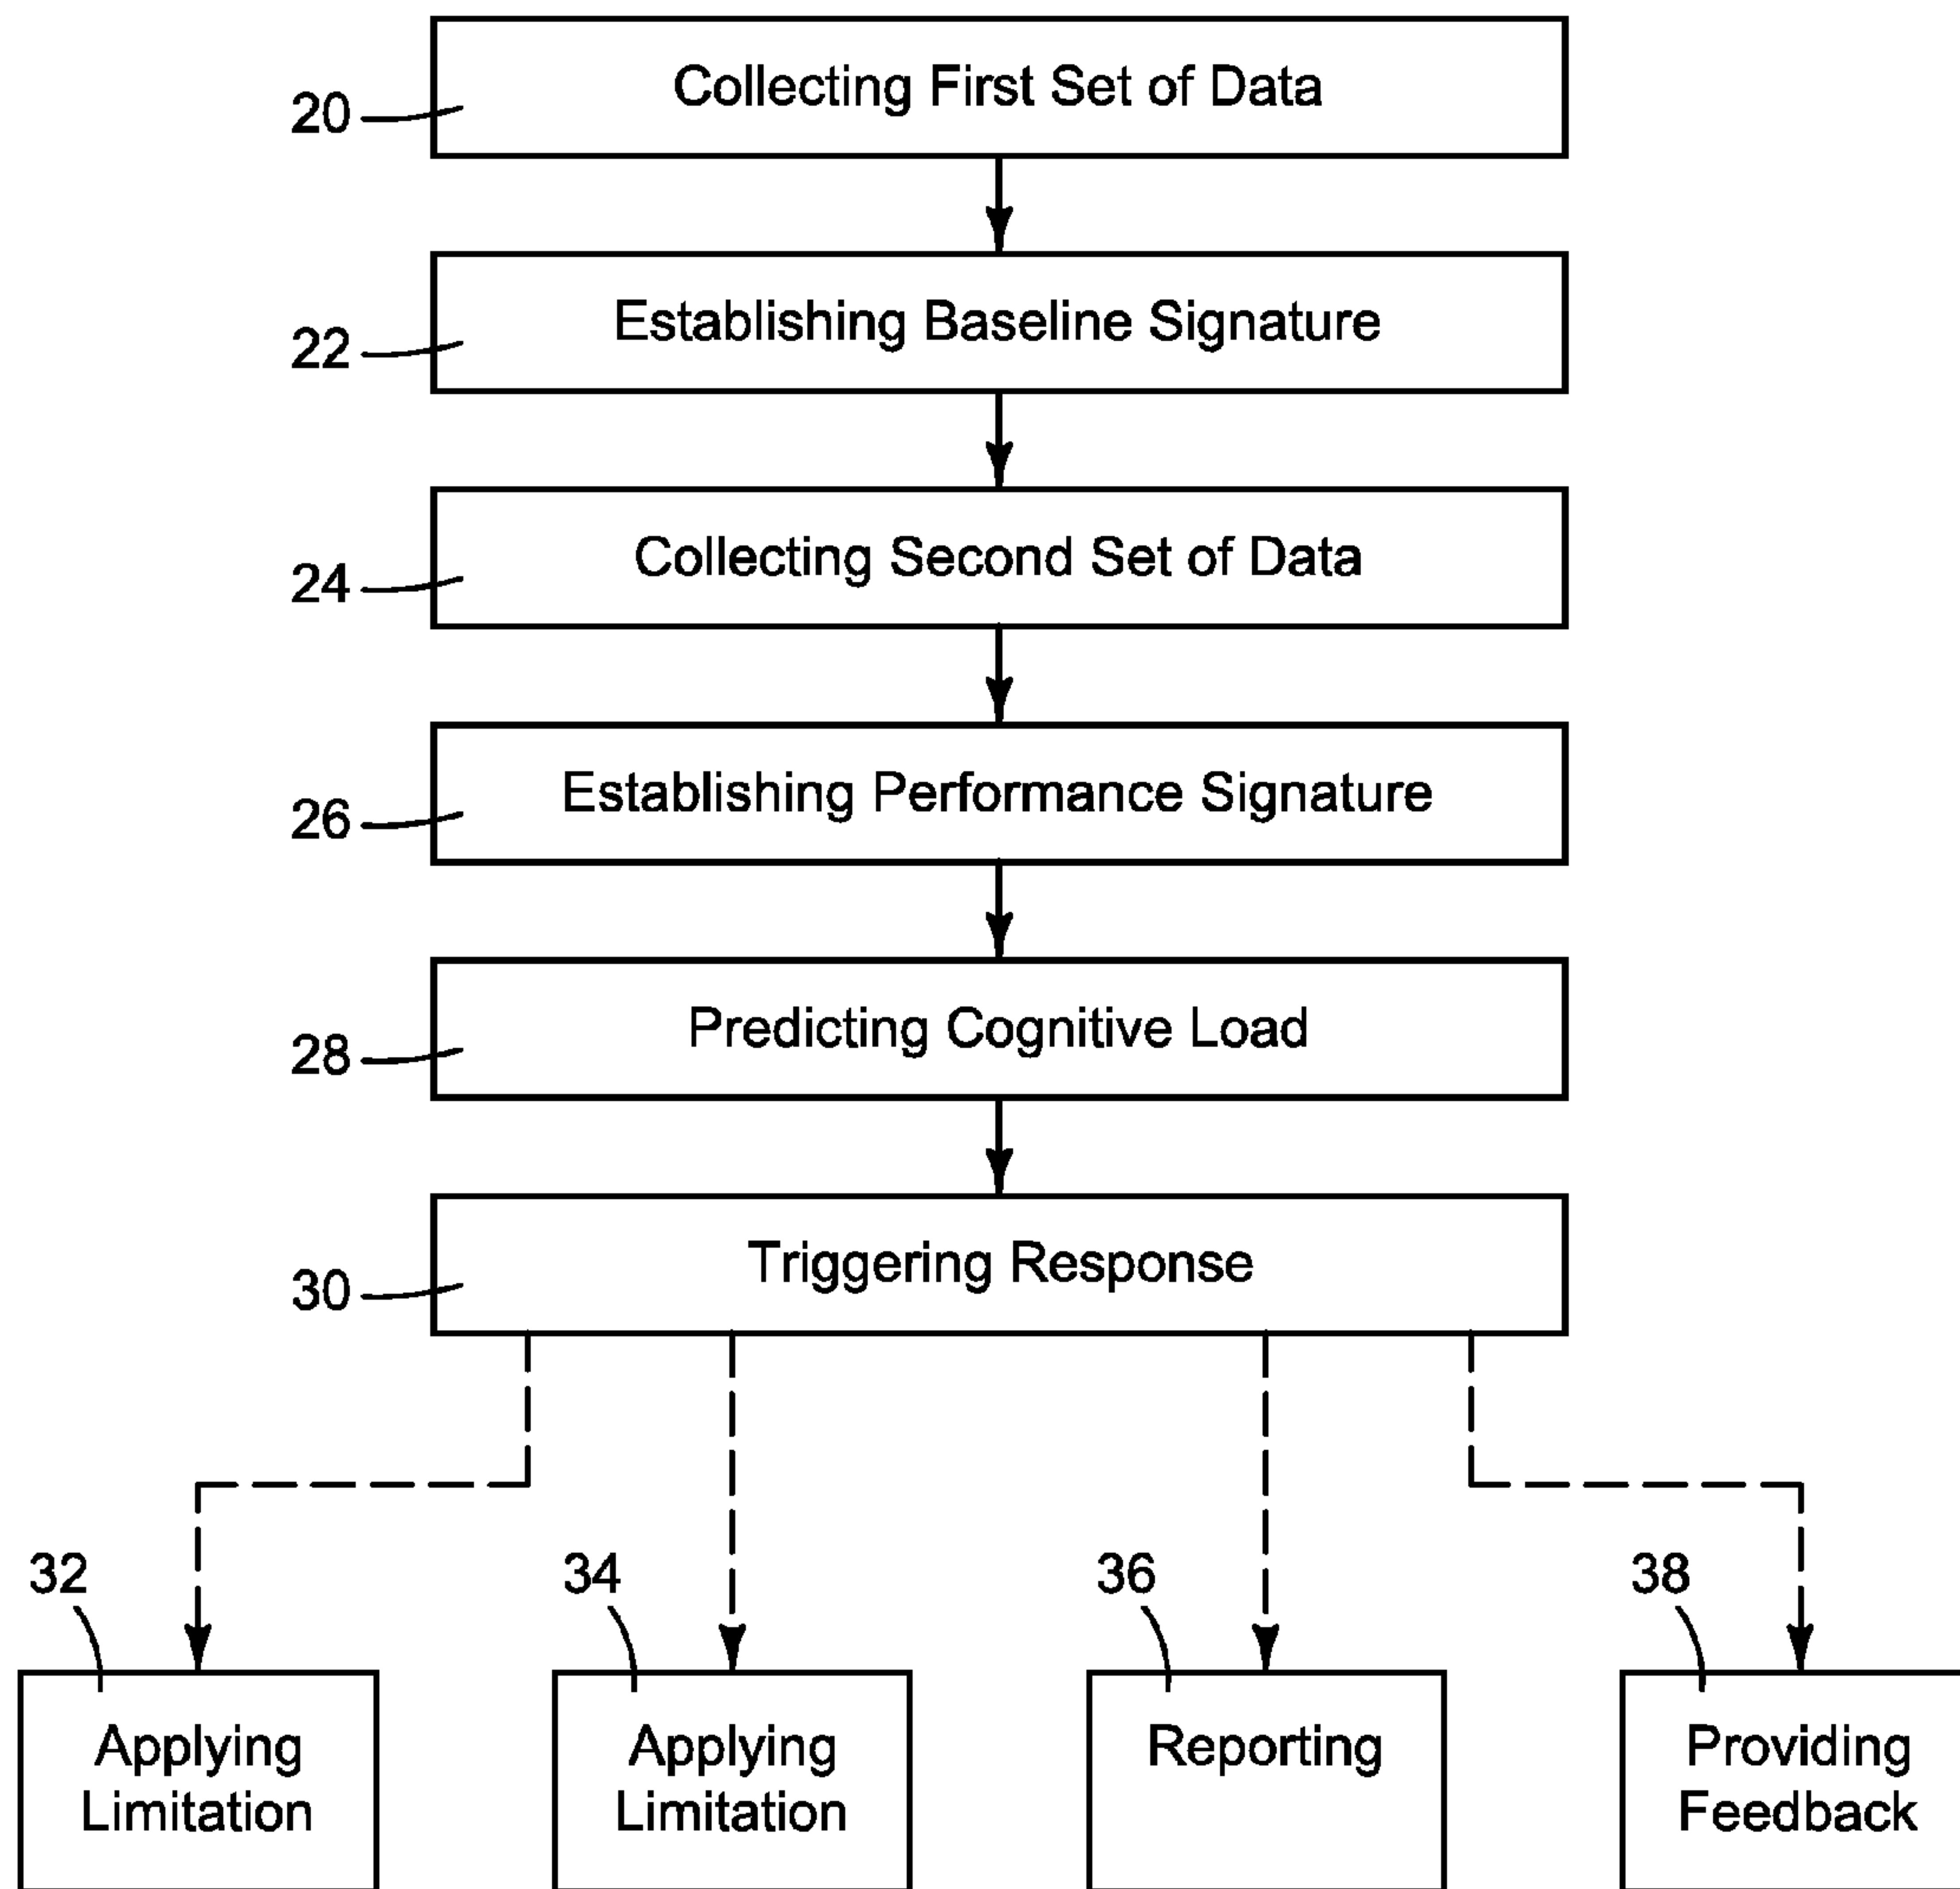 Collecting First Set of Data
20
Establishing Baseline Signature
22
Collecting Second Set of Data
24
Establishing Performance Signature
26
Predicting Cognitive Load
28
Triggering Response
30
32
34
36
38
Applying
Limitation
Applying
Limitation
Reporting
Providing
Feedback